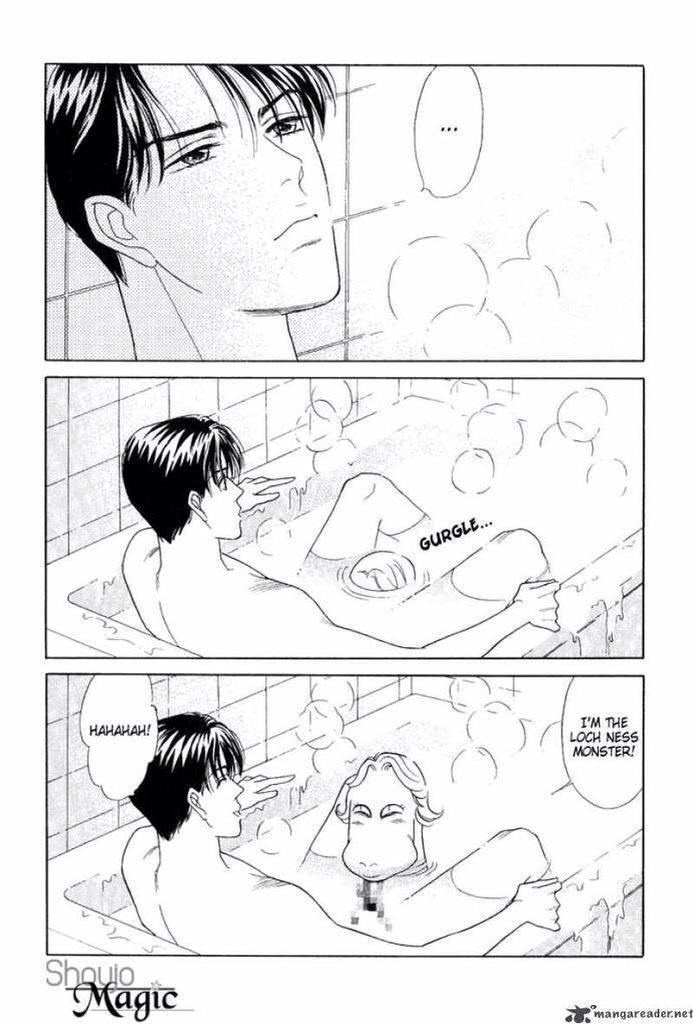 ...
GURGLE...
HAHAHAH!
I'M THE
LOCH NESS
MONSTER!
Shoujo
Magic
mangareader.net